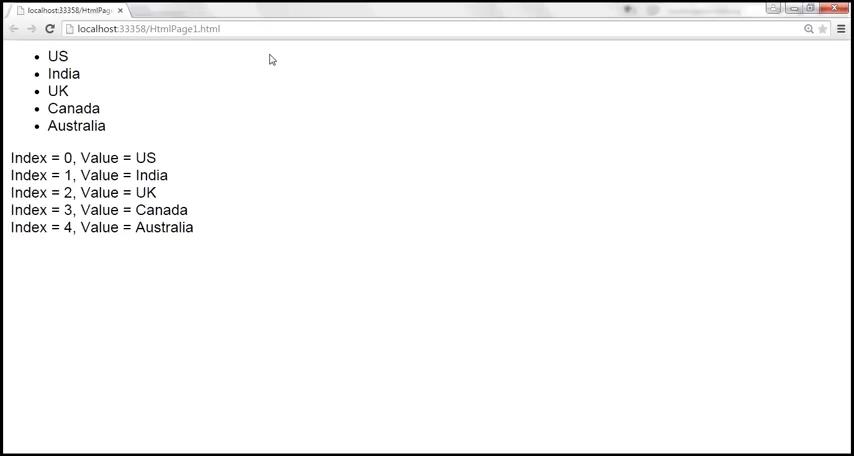 localhost:33358/HtmlPag
localhost:33358/HtmlPage1.html
US
India
UK
Canada
Australia
Index = 0, Value = US
Index = 1, Value = India
Index = 2, Value = UK
Index = 3, Value = Canada
Index = 4, Value = Australia